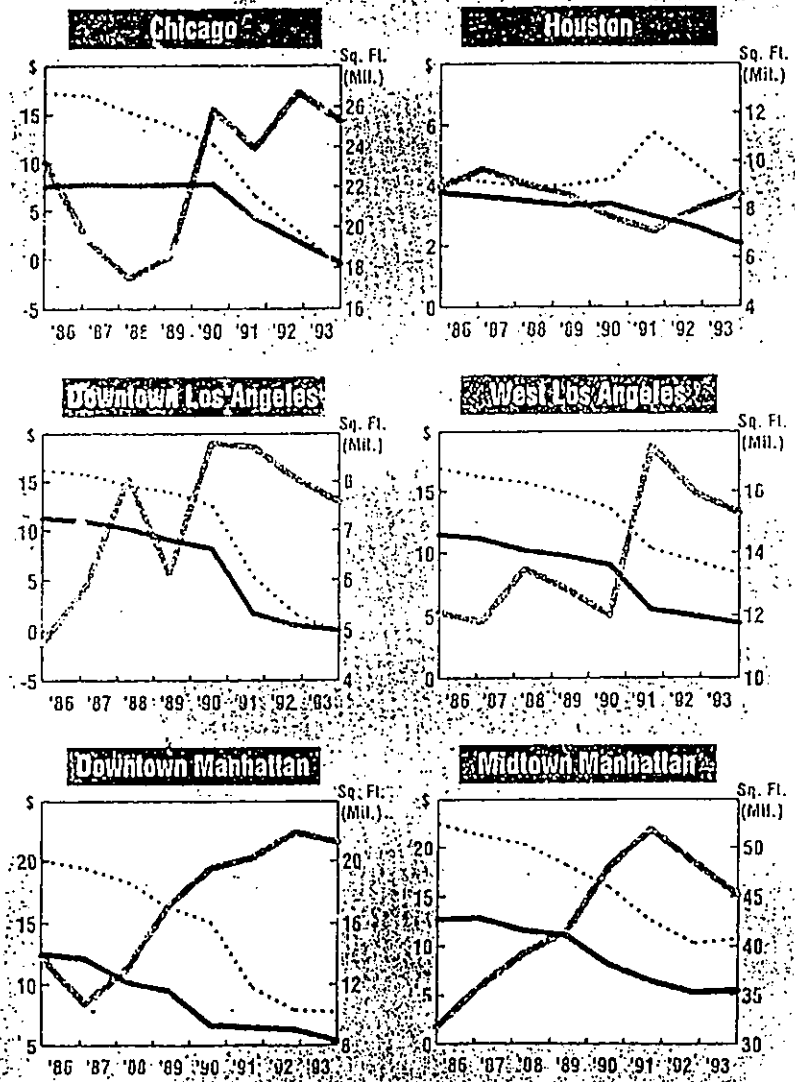 Chicago
Houston
$
Sq. Ft.
(Mil.)
15
10
5
0
-5
26
24
22
20
18
16
'86 '87 '88 '89 '90 '91 '92 '93
$
Sq. Ft.
(Mil.)
6
4
2
0
12
10
8
6
4
'86 '87 '88 '89 '90 '91 '92 '93
Downtown Los Angeles
West Los Angeles
$
Sq. Ft.
(Mil.)
15
10
5
0
-5
8
7
6
5
4
'86 '87 '88 '89 '90 '91 '92 '93
$
Sq. Ft.
(Mil.)
15
10
5
0
16
14
12
10
'86 '87 '88 '89 '90 '91 '92 '93
Downtown Manhattan
Midtown Manhattan
$
Sq. Ft.
(Mil.)
20
15
10
5
20
16
12
8
'86 '87 '88 '89 '90 '91 '92 '93
$
Sq. Ft.
(Mil.)
20
15
10
5
0
50
45
40
35
30
'86 '87 '88 '89 '90 '91 '92 '93